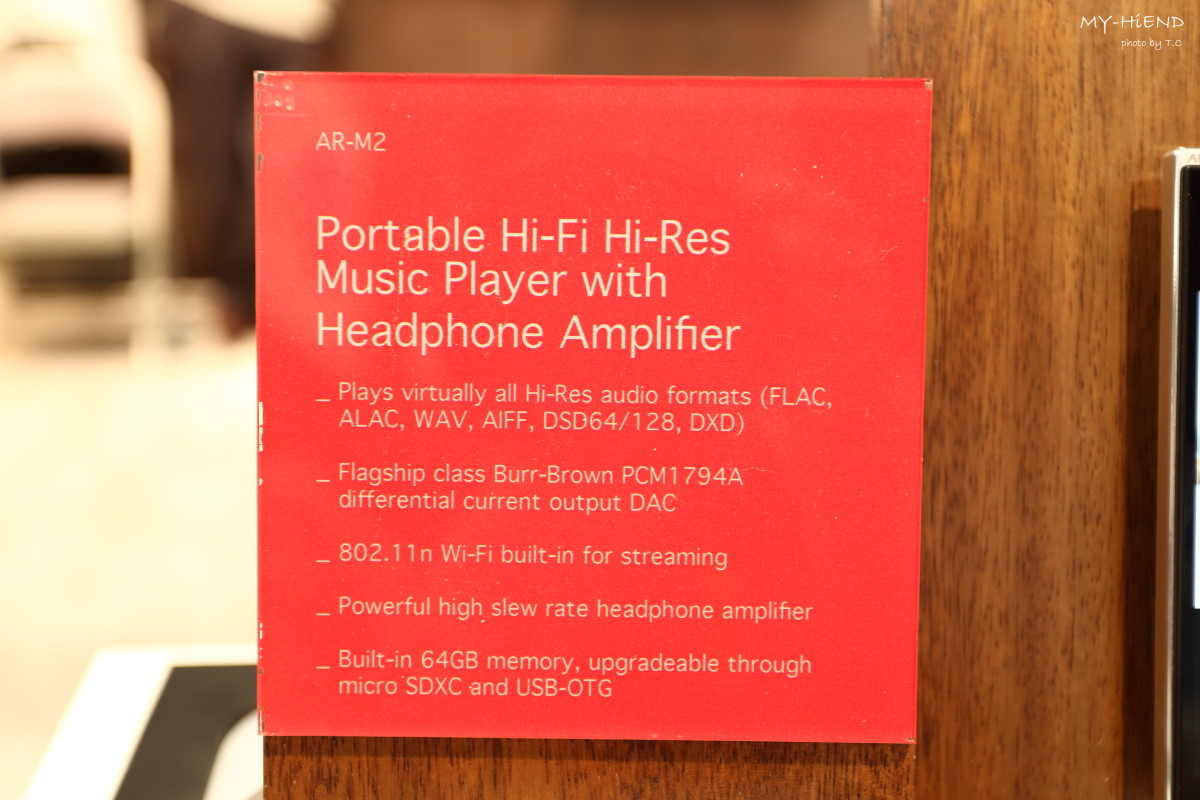 MY-HiEND
photo by T.C
AR-M2
Portable Hi-Fi Hi-Res
Music Player with
Headphone Amplifier
_ Plays virtually all Hi-Res audio formats (FLAC,
ALAC, WAV, AIFF, DSD64/128, DXD)
_ Flagship class Burr-Brown PCM1794A
differential current output DAC
_ 802.11n Wi-Fi built-in for streaming
_ Powerful high slew rate headphone amplifier
_ Built-in 64GB memory, upgradeable through
micro SDXC and USB-OTG